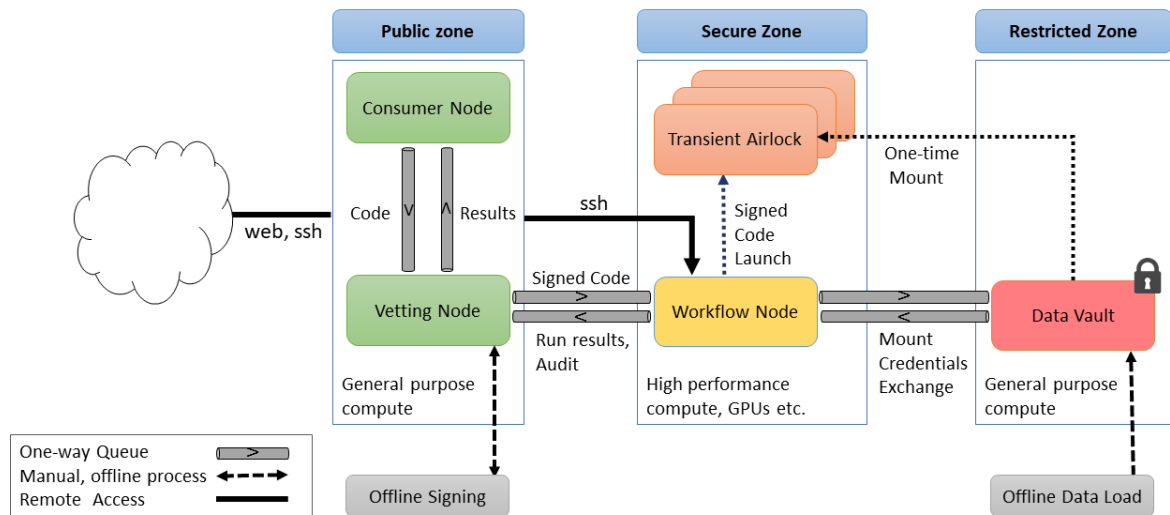 Public zone
Secure Zone
Restricted Zone
Consumer Node
Transient Airlock
One-time
Mount
Code
Results
web, ssh
ssh
Signed
Code
Launch
Signed Code
Vetting Node
Workflow Node
Data Vault
Run results,
Audit
Mount
Credentials
Exchange
General purpose
compute
High performance
compute, GPUs etc.
General purpose
compute
One-way Queue
Manual, offline process
Remote Access
Offline Signing
Offline Data Load